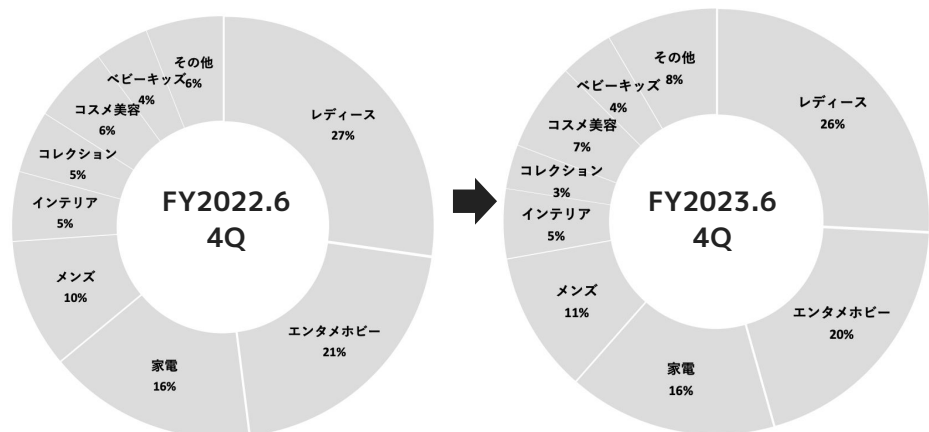 FY2022.6
4Q
レディース
27%
エンタメホビー
21%
家電
16%
メンズ
10%
インテリア
5%
コレクション
5%
コスメ美容
6%
ベビーキッズ
4%
その他
6%
FY2023.6
4Q
レディース
26%
エンタメホビー
20%
家電
16%
メンズ
11%
インテリア
5%
コレクション
3%
コスメ美容
7%
ベビーキッズ
4%
その他
8%